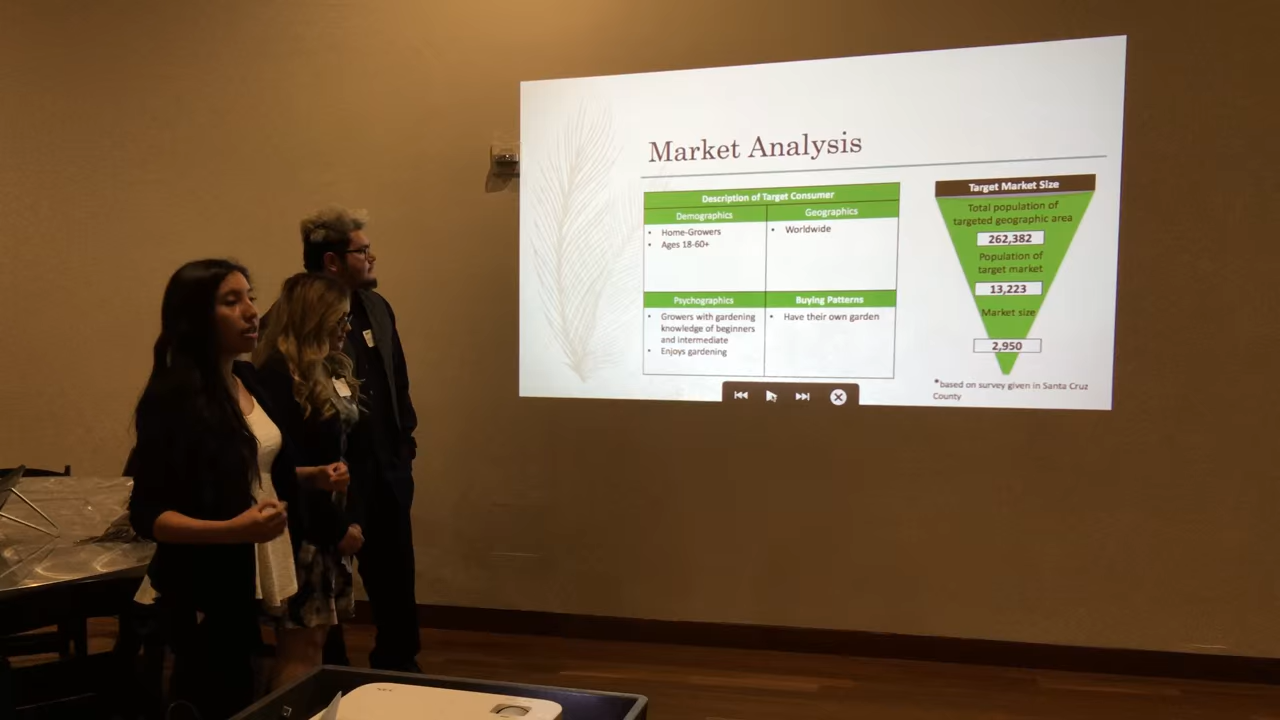 Market Analysis
Description of Target Consumer
Demographics
Geographics
• Home-Growers
• Ages 18-60+
• Worldwide
Psychographics
Buying Patterns
• Growers with gardening
knowledge of beginners
and intermediate
• Enjoys gardening
• Have their own garden
Target Market Size
Total population of
targeted geographic area
262,382
Population of
target market
13,223
Market size
2,950
*based on survey given in Santa Cruz
County
NEC